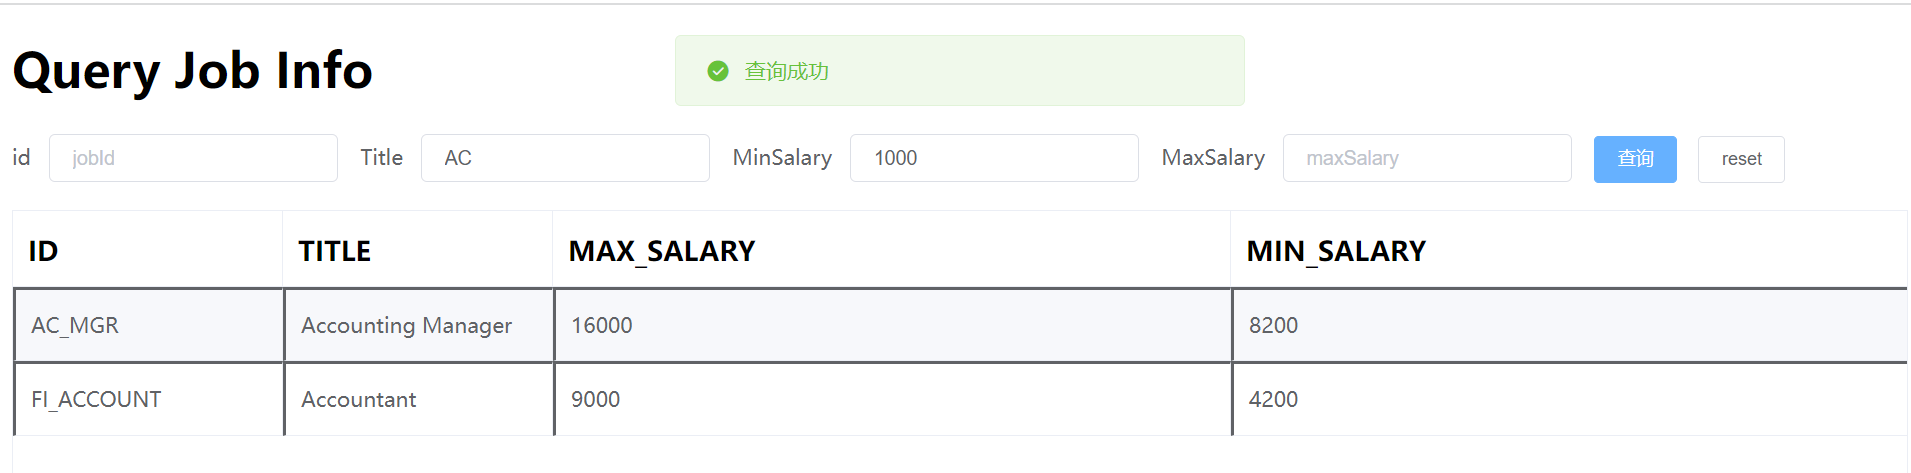 Query Job Info
查询成功
id jobId Title AC MinSalary 1000 MaxSalary maxSalary 查询 reset
ID TITLE MAX_SALARY MIN_SALARY
AC_MGR Accounting Manager 16000 8200
FI_ACCOUNT Accountant 9000 4200